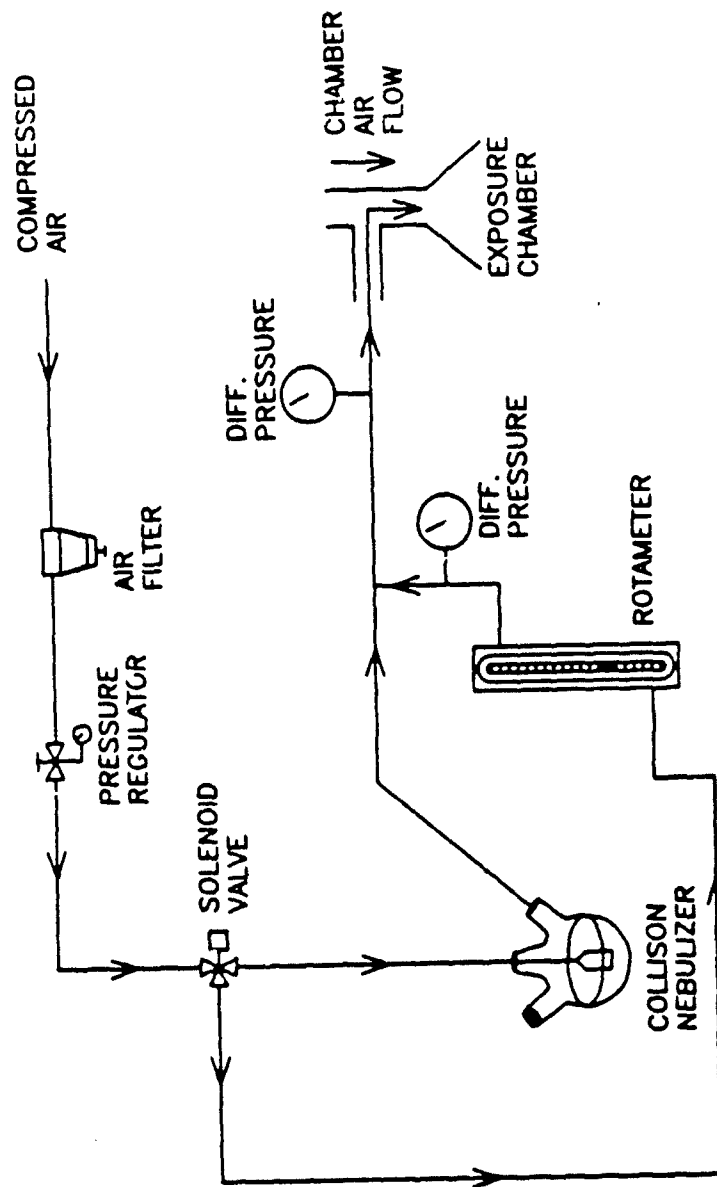 COMPRESSED
AIR
AIR
FILTER
PRESSURE
REGULATOR
SOLENOID
VALVE
CHAMBER
AIR
FLOW
EXPOSURE
CHAMBER
DIFF.
PRESSURE
DIFF.
PRESSURE
ROTAMETER
COLLISON
NEBULIZER